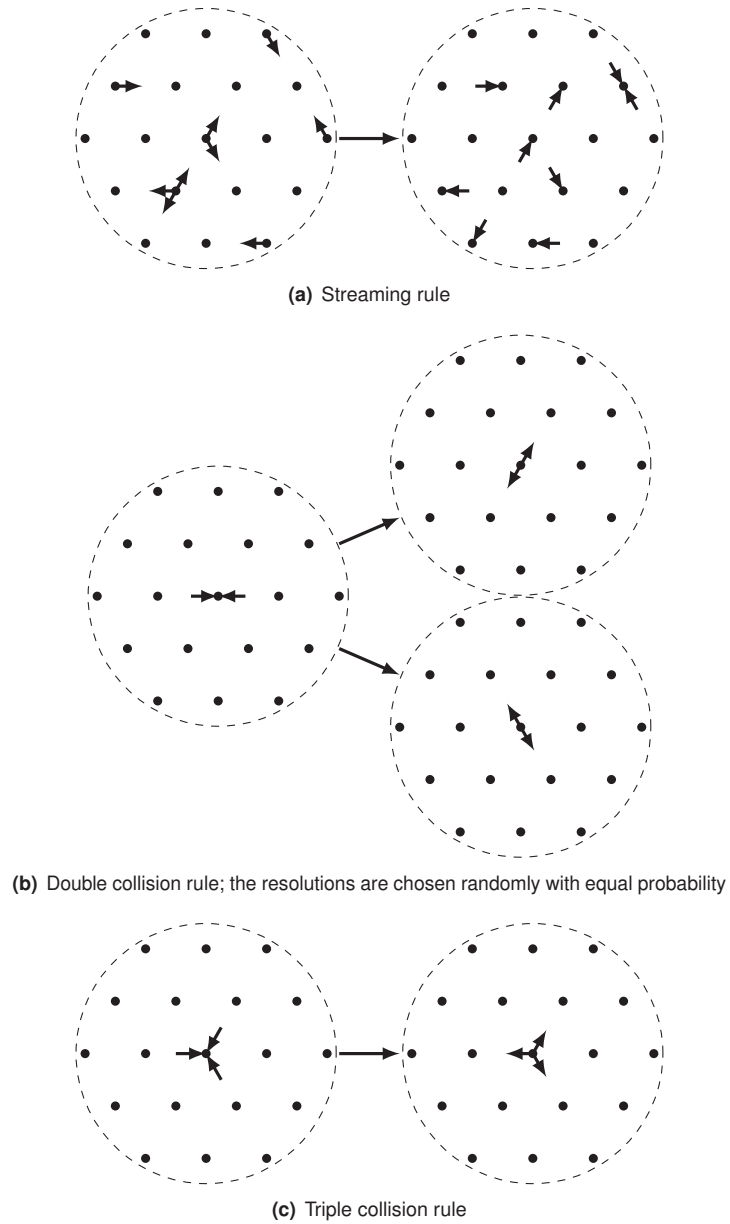 (a) Streaming rule
(b) Double collision rule; the resolutions are chosen randomly with equal probability
(c) Triple collision rule